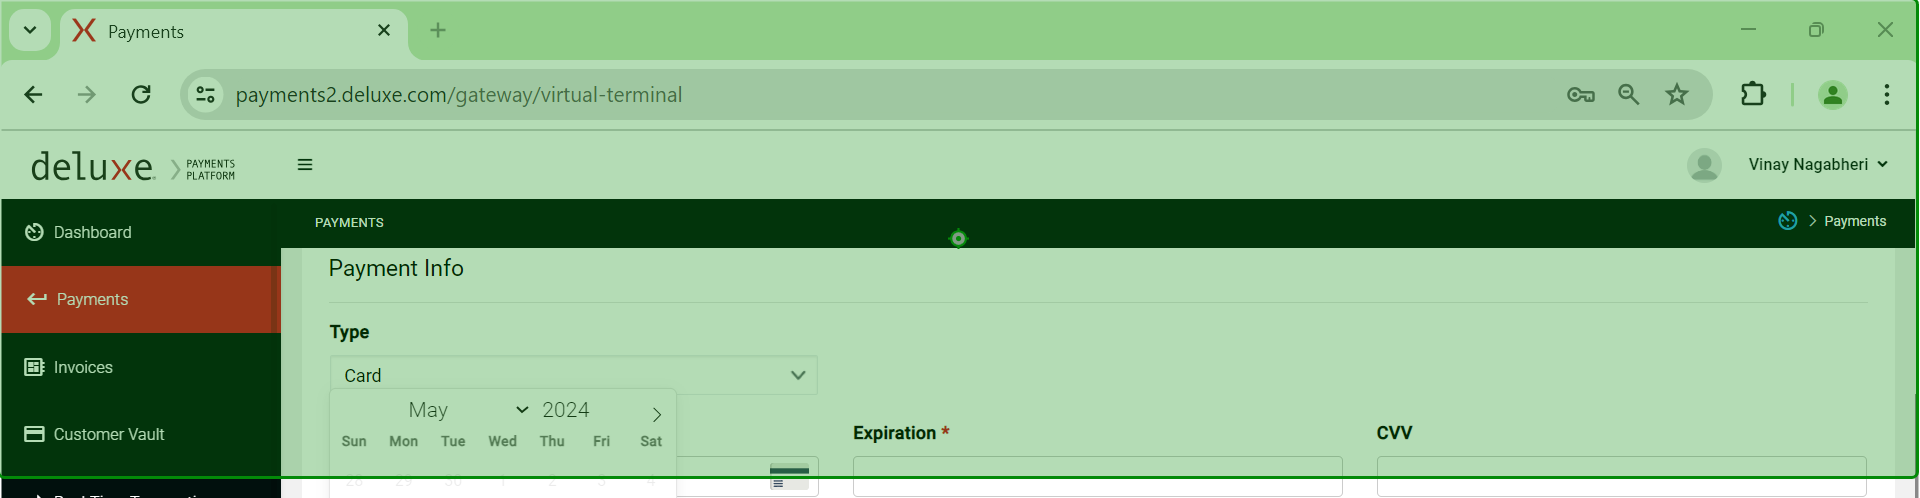 Payments
payments2.deluxe.com/gateway/virtual-terminal
deluxe. PAYMENTS PLATFORM
Vinay Nagabheri
Dashboard
PAYMENTS
Payments
Payment Info
Payments
Type
Invoices
Card
May 2024
Customer Vault
Expiration *
CVV
Sun Mon Tue Wed Thu Fri Sat
28 29 30 1 2 3 4